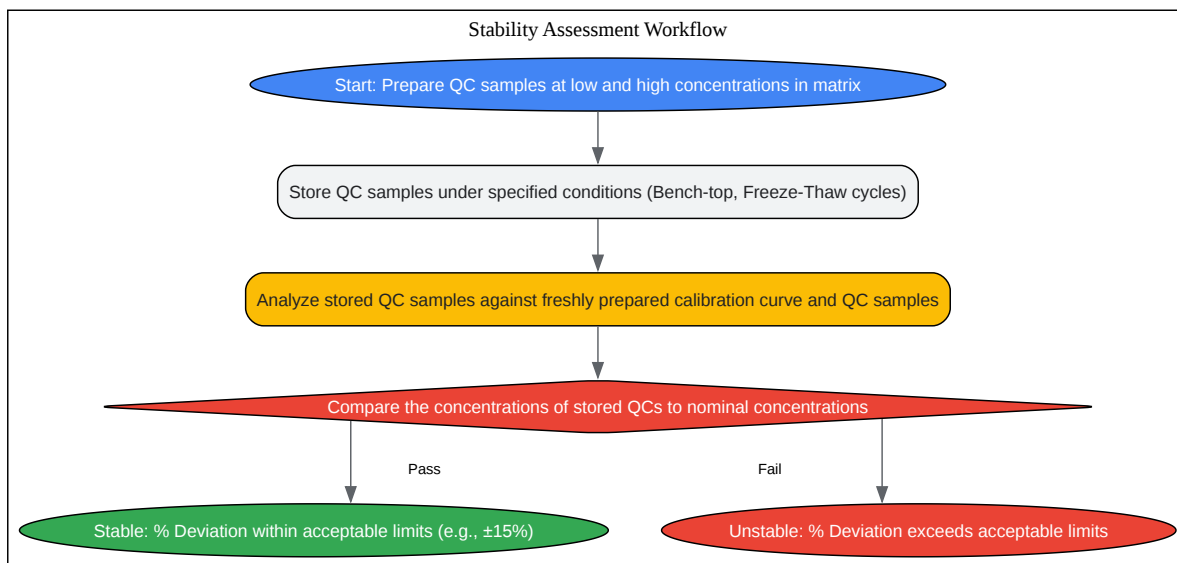 Stability Assessment Workflow
Start: Prepare QC samples at low and high concentrations in matrix
Store QC samples under specified conditions (Bench-top, Freeze-Thaw cycles)
Analyze stored QC samples against freshly prepared calibration curve and QC samples
Compare the concentrations of stored QCs to nominal concentrations
Pass
Fail
Stable: % Deviation within acceptable limits (e.g., ±15%)
Unstable: % Deviation exceeds acceptable limits